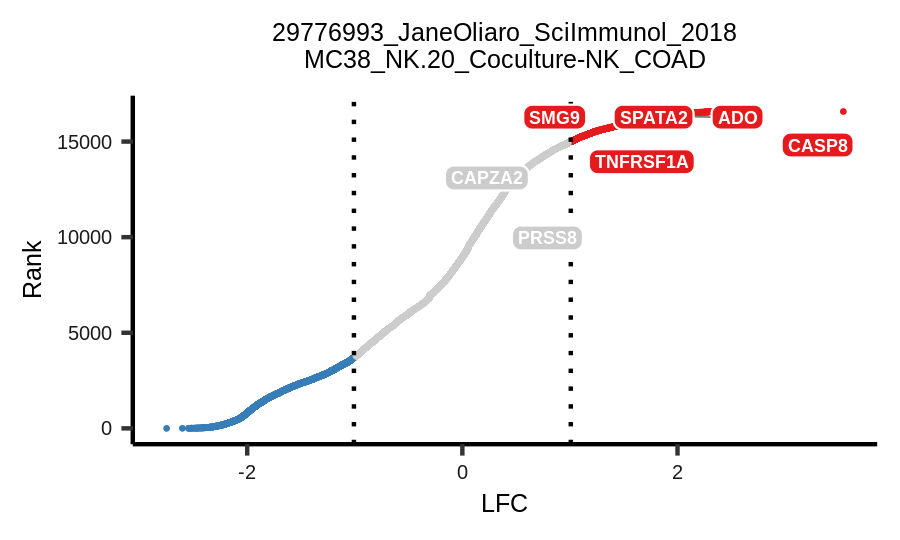 29776993_JaneOliaro_SciImmunol_2018
MC38_NK.20_Coculture-NK_COAD
Rank
15000
10000
5000
0
SMG9
SPATA2
ADO
CASP8
TNFRSF1A
CAPZA2
PRSS8
-2
0
2
LFC